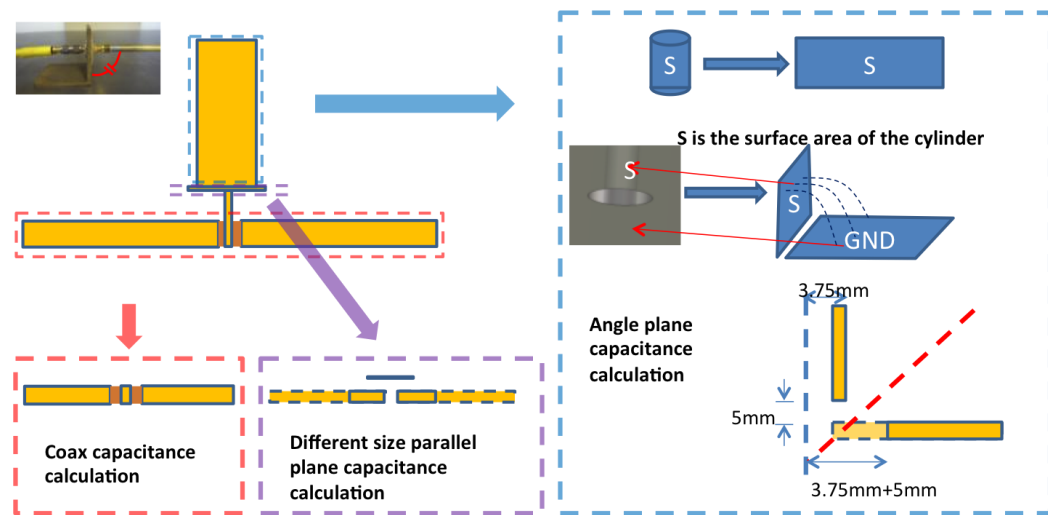 S
S
S is the surface area of the cylinder
S
S
GND
3.75mm
Angle plane
capacitance
calculation
5mm
3.75mm+5mm
Coax capacitance
calculation
Different size parallel
plane capacitance
calculation